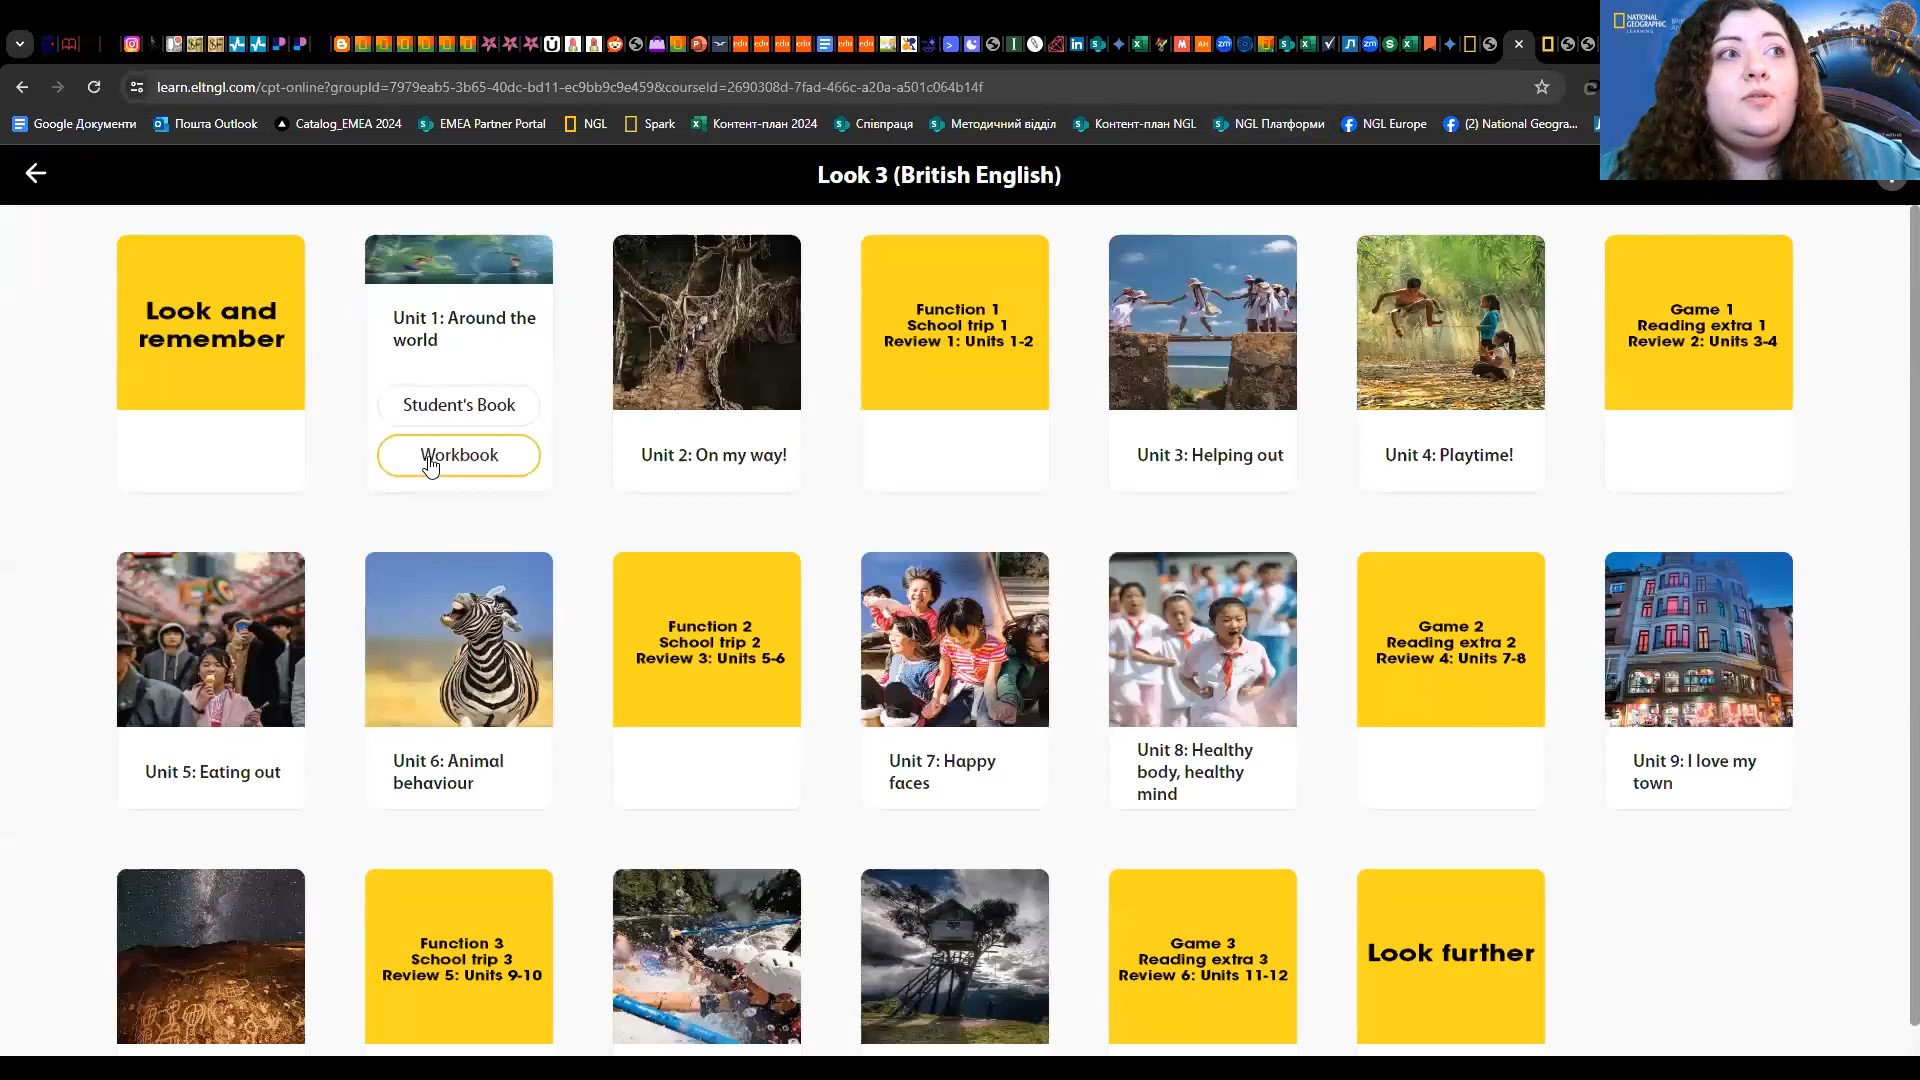 NATIONAL
GEOGRAPHIC
LEARNING
learn.eltngl.com/cpt-online?groupId=7979eab5-3b65-40dc-bd11-ec9bb9c9e459&courseId=2690308d-7fad-466c-a20a-a501c064b14f
Google Документи
Пошта Outlook
Catalog_EMEA 2024
EMEA Partner Portal
NGL
Spark
Контент-план 2024
Співпраця
Методичний відділ
Контент-план NGL
NGL Платформи
NGL Europe
(2) National Geogra...
Look 3 (British English)
Look and
remember
Unit 1: Around the
world
Student's Book
Workbook
Unit 2: On my way!
Function 1
School trip 1
Review 1: Units 1-2
Unit 3: Helping out
Unit 4: Playtime!
Game 1
Reading extra 1
Review 2: Units 3-4
Unit 5: Eating out
Unit 6: Animal
behaviour
Function 2
School trip 2
Review 3: Units 5-6
Unit 7: Happy
faces
Unit 8: Healthy
body, healthy
mind
Game 2
Reading extra 2
Review 4: Units 7-8
Unit 9: I love my
town
Function 3
School trip 3
Review 5: Units 9-10
Game 3
Reading extra 3
Review 6: Units 11-12
Look further